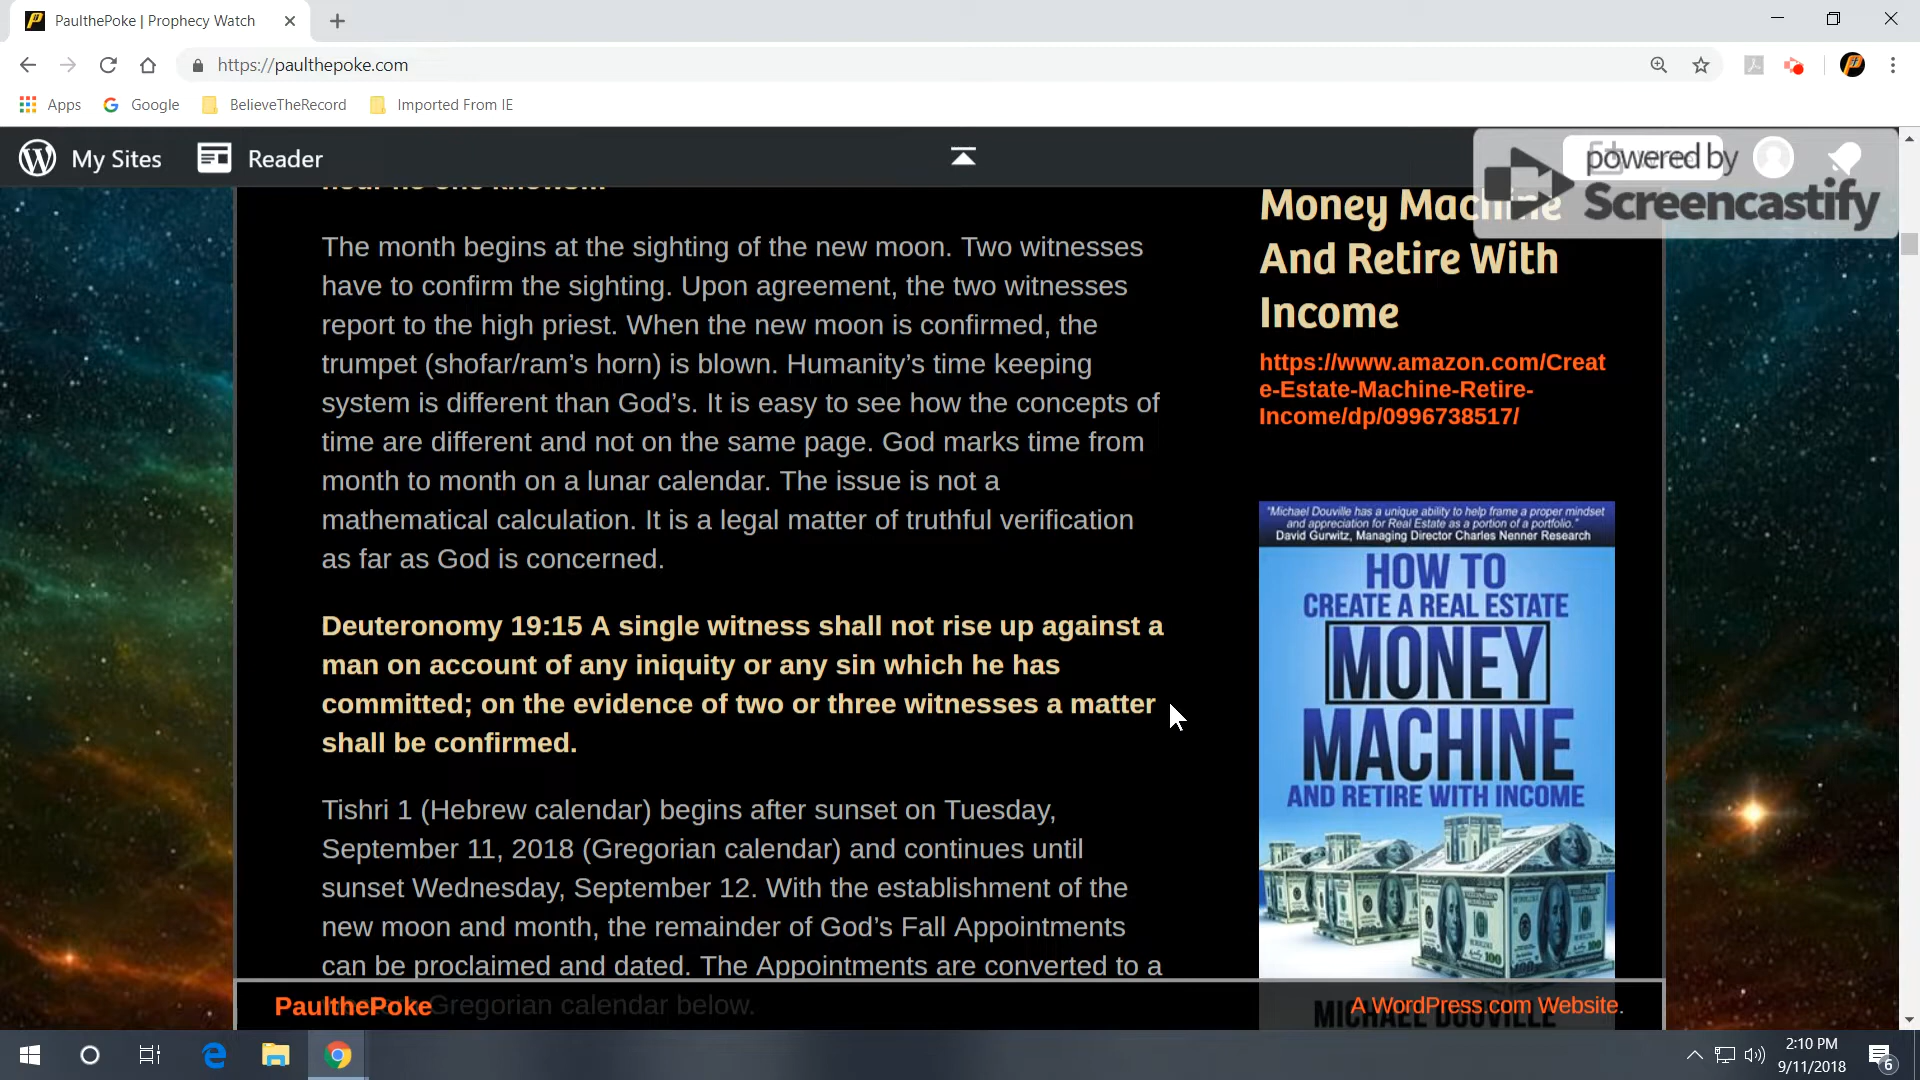 PaulthePoke | Prophecy Watch
https://paulthepoke.com
Apps
Google
BelieveTheRecord
Imported From IE
My Sites
Reader
powered by
Screencastify
The month begins at the sighting of the new moon. Two witnesses
have to confirm the sighting. Upon agreement, the two witnesses
report to the high priest. When the new moon is confirmed, the
trumpet (shofar/ram’s horn) is blown. Humanity’s time keeping
system is different than God’s. It is easy to see how the concepts of
time are different and not on the same page. God marks time from
month to month on a lunar calendar. The issue is not a
mathematical calculation. It is a legal matter of truthful verification
as far as God is concerned.
Deuteronomy 19:15 A single witness shall not rise up against a
man on account of any iniquity or any sin which he has
committed; on the evidence of two or three witnesses a matter
shall be confirmed.
Tishri 1 (Hebrew calendar) begins after sunset on Tuesday,
September 11, 2018 (Gregorian calendar) and continues until
sunset Wednesday, September 12. With the establishment of the
new moon and month, the remainder of God’s Fall Appointments
can be proclaimed and dated. The Appointments are converted to a
Gregorian calendar below.
Money Machine
And Retire With
Income
https://www.amazon.com/Creat
e-Estate-Machine-Retire-
Income/dp/0996738517/
"Michael Douville has a unique ability to help frame a proper mindset
and appreciation for Real Estate as a portion of a portfolio."
David Gurwitz, Managing Director Charles Nenner Research
HOW TO
CREATE A REAL ESTATE
MONEY
MACHINE
AND RETIRE WITH INCOME
MICHAEL DOUVILLE
PaulthePoke
A WordPress.com Website.
2:10 PM
9/11/2018
6